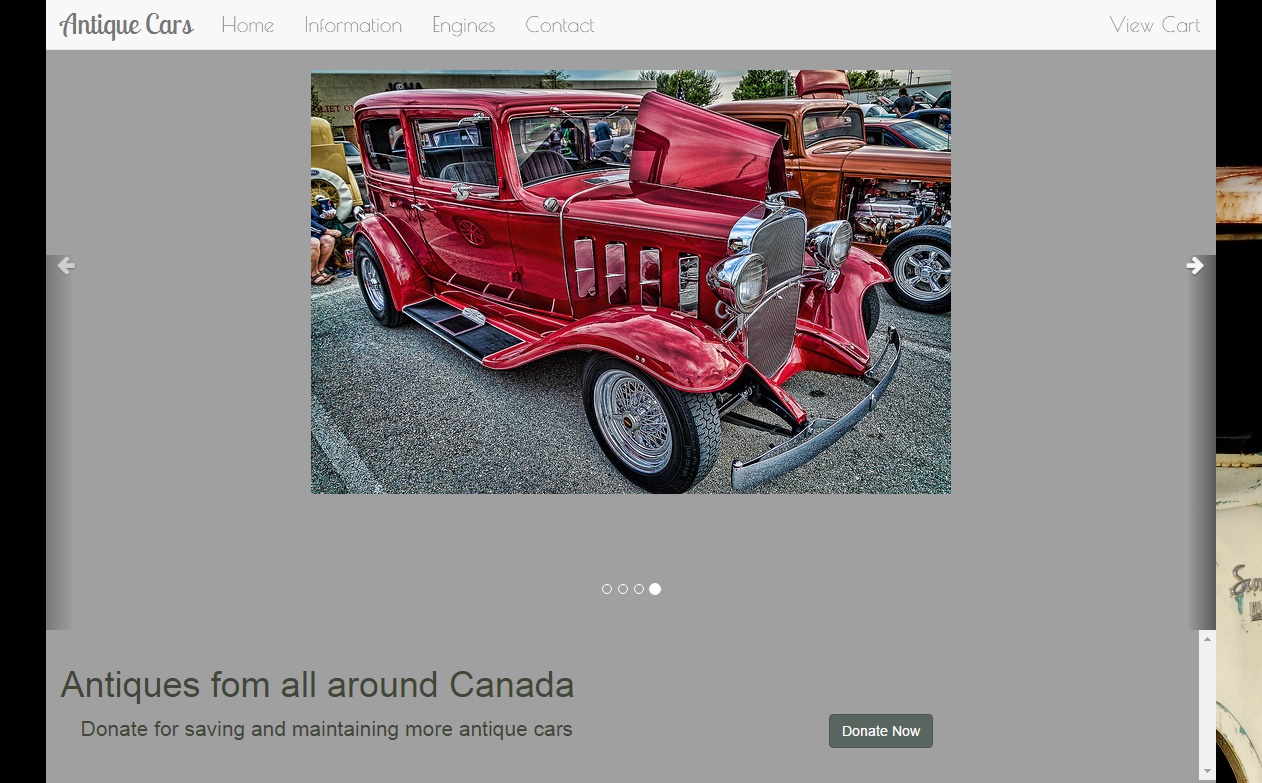 Antique Cars Home Information Engines Contact View Cart
Antiques fom all around Canada
Donate for saving and maintaining more antique cars
Donate Now